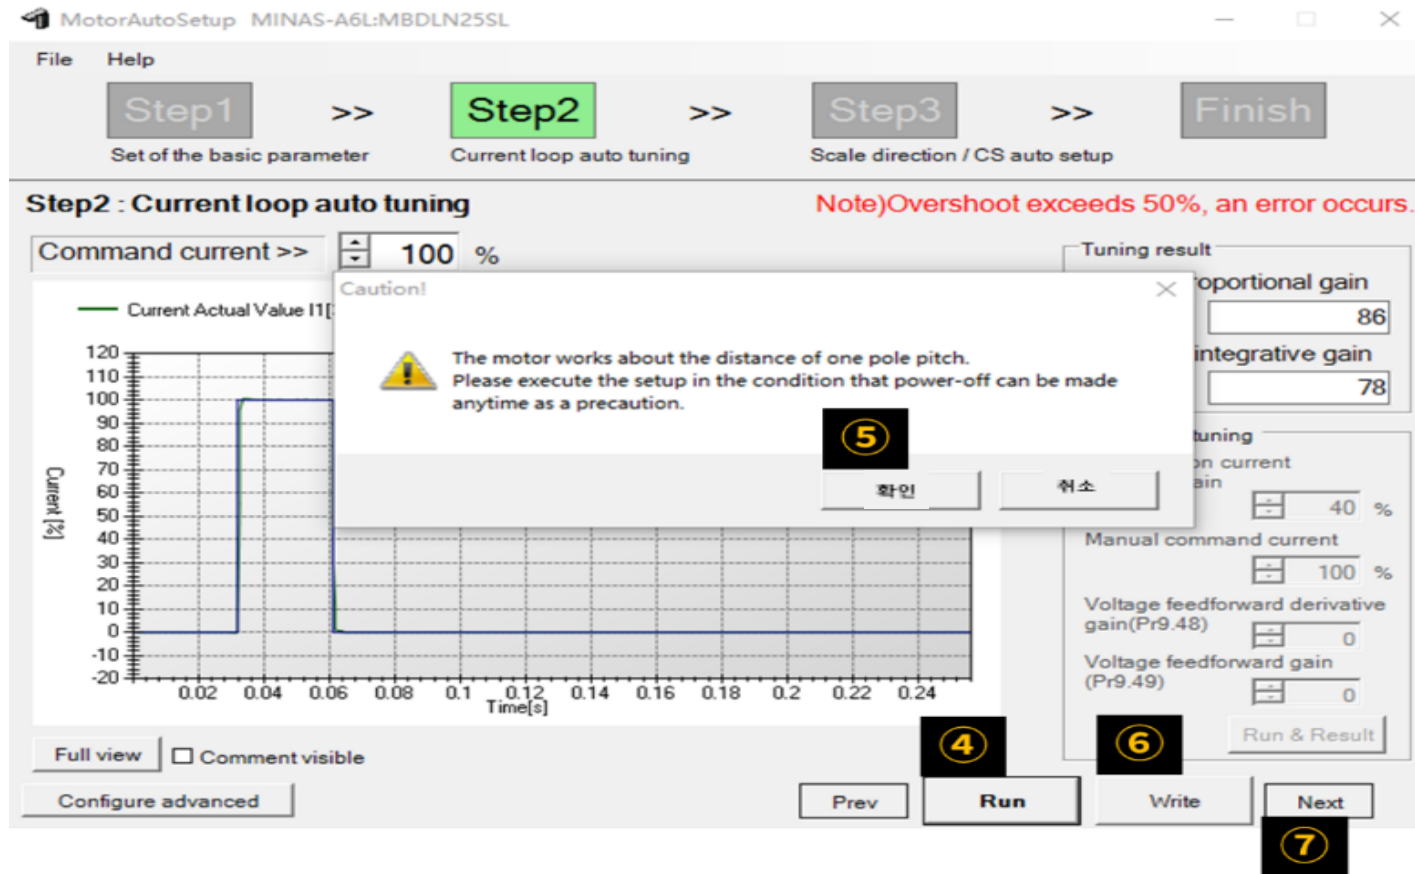 MotorAutoSetup MINAS-A6L:MBDLN25SL
File Help
Step1 >> Step2 >> Step3 >> Finish
Set of the basic parameter Current loop auto tuning Scale direction / CS auto setup
Step2 : Current loop auto tuning Note)Overshoot exceeds 50%, an error occurs.
Command current >> 100 %
Current Actual Value I1[
120
110
100
90
80
70
60
50
40
30
20
10
0
-10
-20
Current [%]
0.02 0.04 0.06 0.08 0.1 0.12 0.14 0.16 0.18 0.2 0.22 0.24
Time[s]
Caution!
The motor works about the distance of one pole pitch.
Please execute the setup in the condition that power-off can be made
anytime as a precaution.
⑤
확인 취소
Tuning result
oportional gain
86
integrative gain
78
tuning
on current
ain
40 %
Manual command current
100 %
Voltage feedforward derivative
gain(Pr9.48)
0
Voltage feedforward gain
(Pr9.49)
0
Run & Result
Full view Comment visible
④ ⑥
Configure advanced Prev Run Write Next
⑦